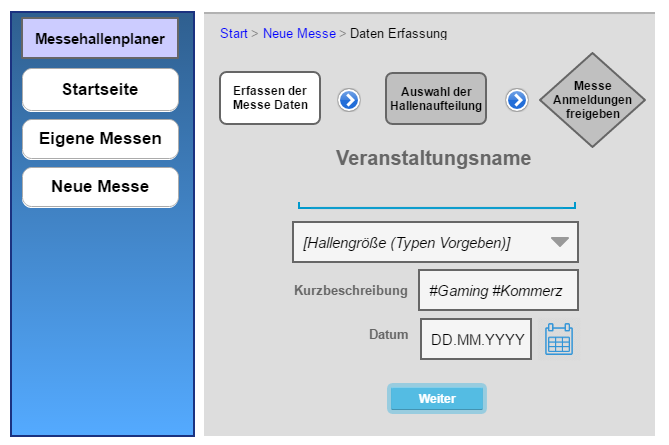 Messehallenplaner
Startseite
Eigene Messen
Neue Messe
Start > Neue Messe > Daten Erfassung
Erfassen der
Messe Daten
Auswahl der
Hallenaufteilung
Messe
Anmeldungen
freigeben
Veranstaltungsname
[Hallengröße (Typen Vorgeben)]
Kurzbeschreibung
#Gaming #Kommerz
Datum
DD.MM.YYYY
Weiter